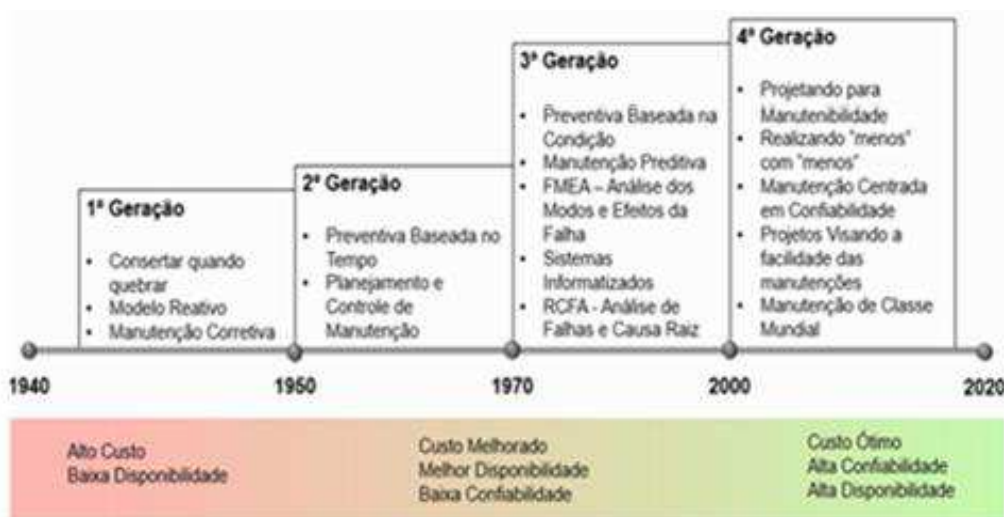 1ª Geração
• Consertar quando
quebrar
• Modelo Reativo
• Manutenção Corretiva
2ª Geração
• Preventiva Baseada no
Tempo
• Planejamento e
Controle de
Manutenção
3ª Geração
• Preventiva Baseada na
Condição
• Manutenção Preditiva
• FMEA – Análise dos
Modos e Efeitos da
Falha
• Sistemas
Informatizados
• RCFA - Análise de
Falhas e Causa Raiz
4ª Geração
• Projetando para
Manutenibilidade
• Realizando "menos"
com "menos"
• Manutenção Centrada
em Confiabilidade
• Projetos Visando a
facilidade das
manutenções
• Manutenção de Classe
Mundial
1940
1950
1970
2000
2020
Alto Custo
Baixa Disponibilidade
Custo Melhorado
Melhor Disponibilidade
Baixa Confiabilidade
Custo Ótimo
Alta Confiabilidade
Alta Disponibilidade